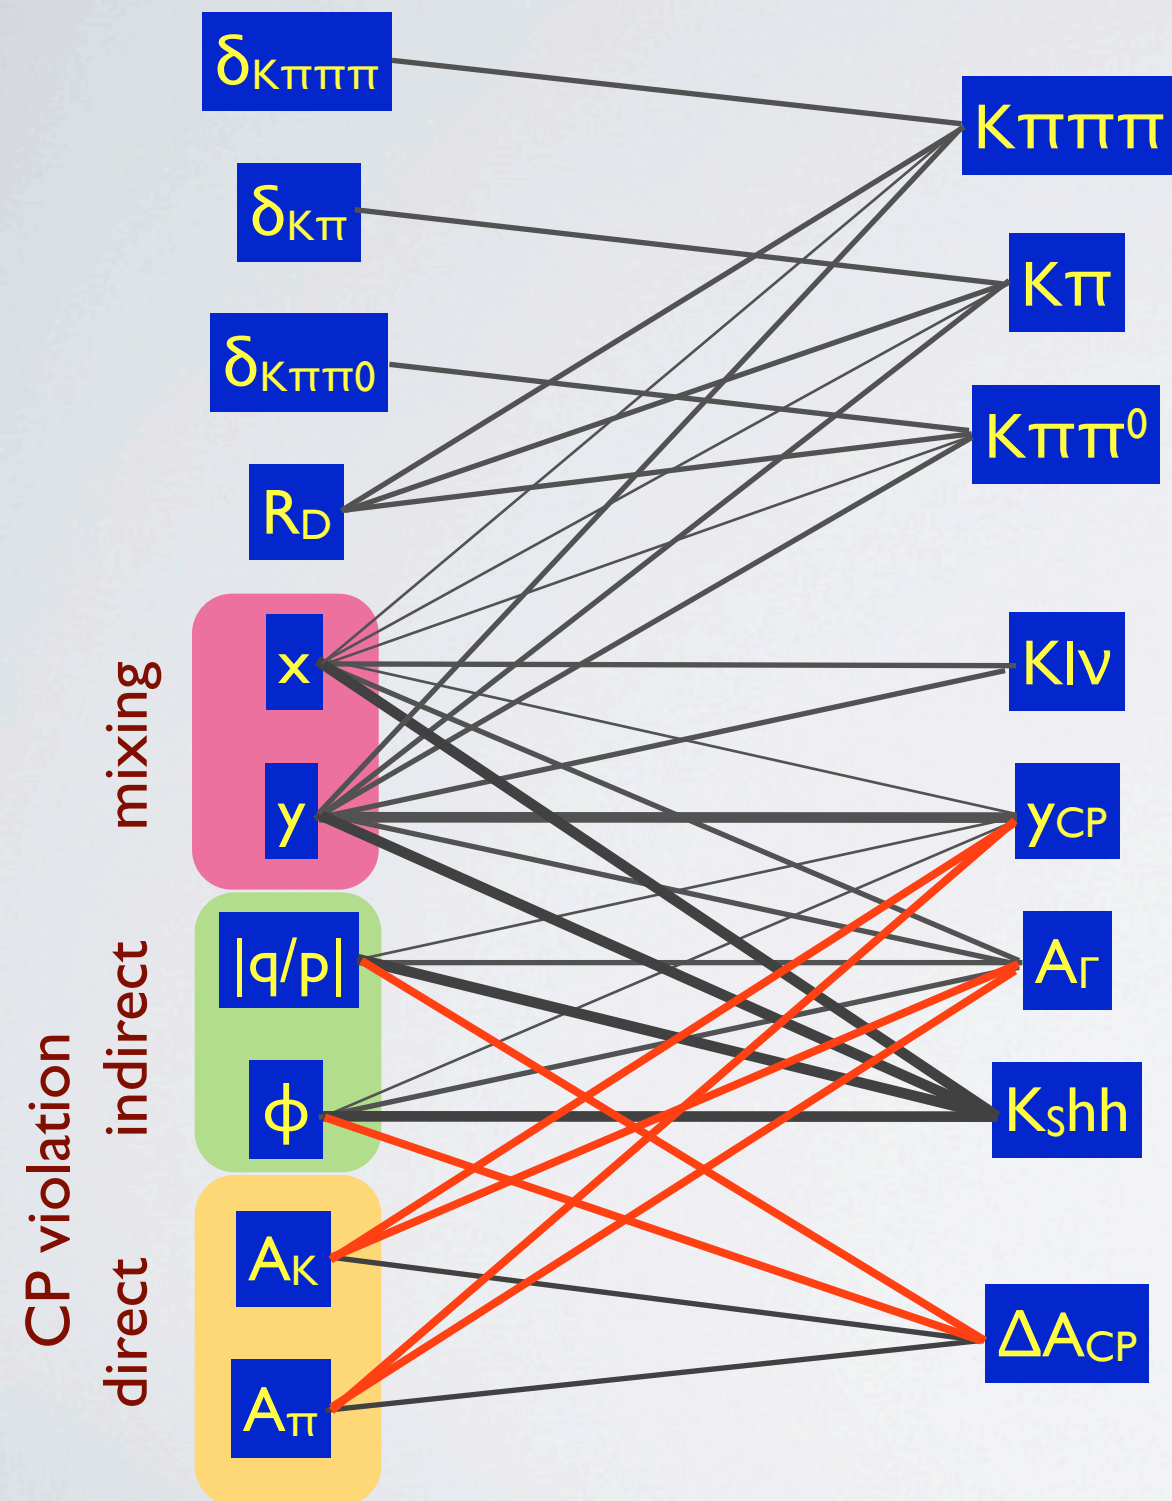 δKπππ
Kπππ
δKπ
Kπ
δKππ0
Kππ⁰
RD
mixing
x
Klν
y
yCP
CP violation
indirect
|q/p|
AΓ
ϕ
KShh
direct
AK
ΔACP
Aπ